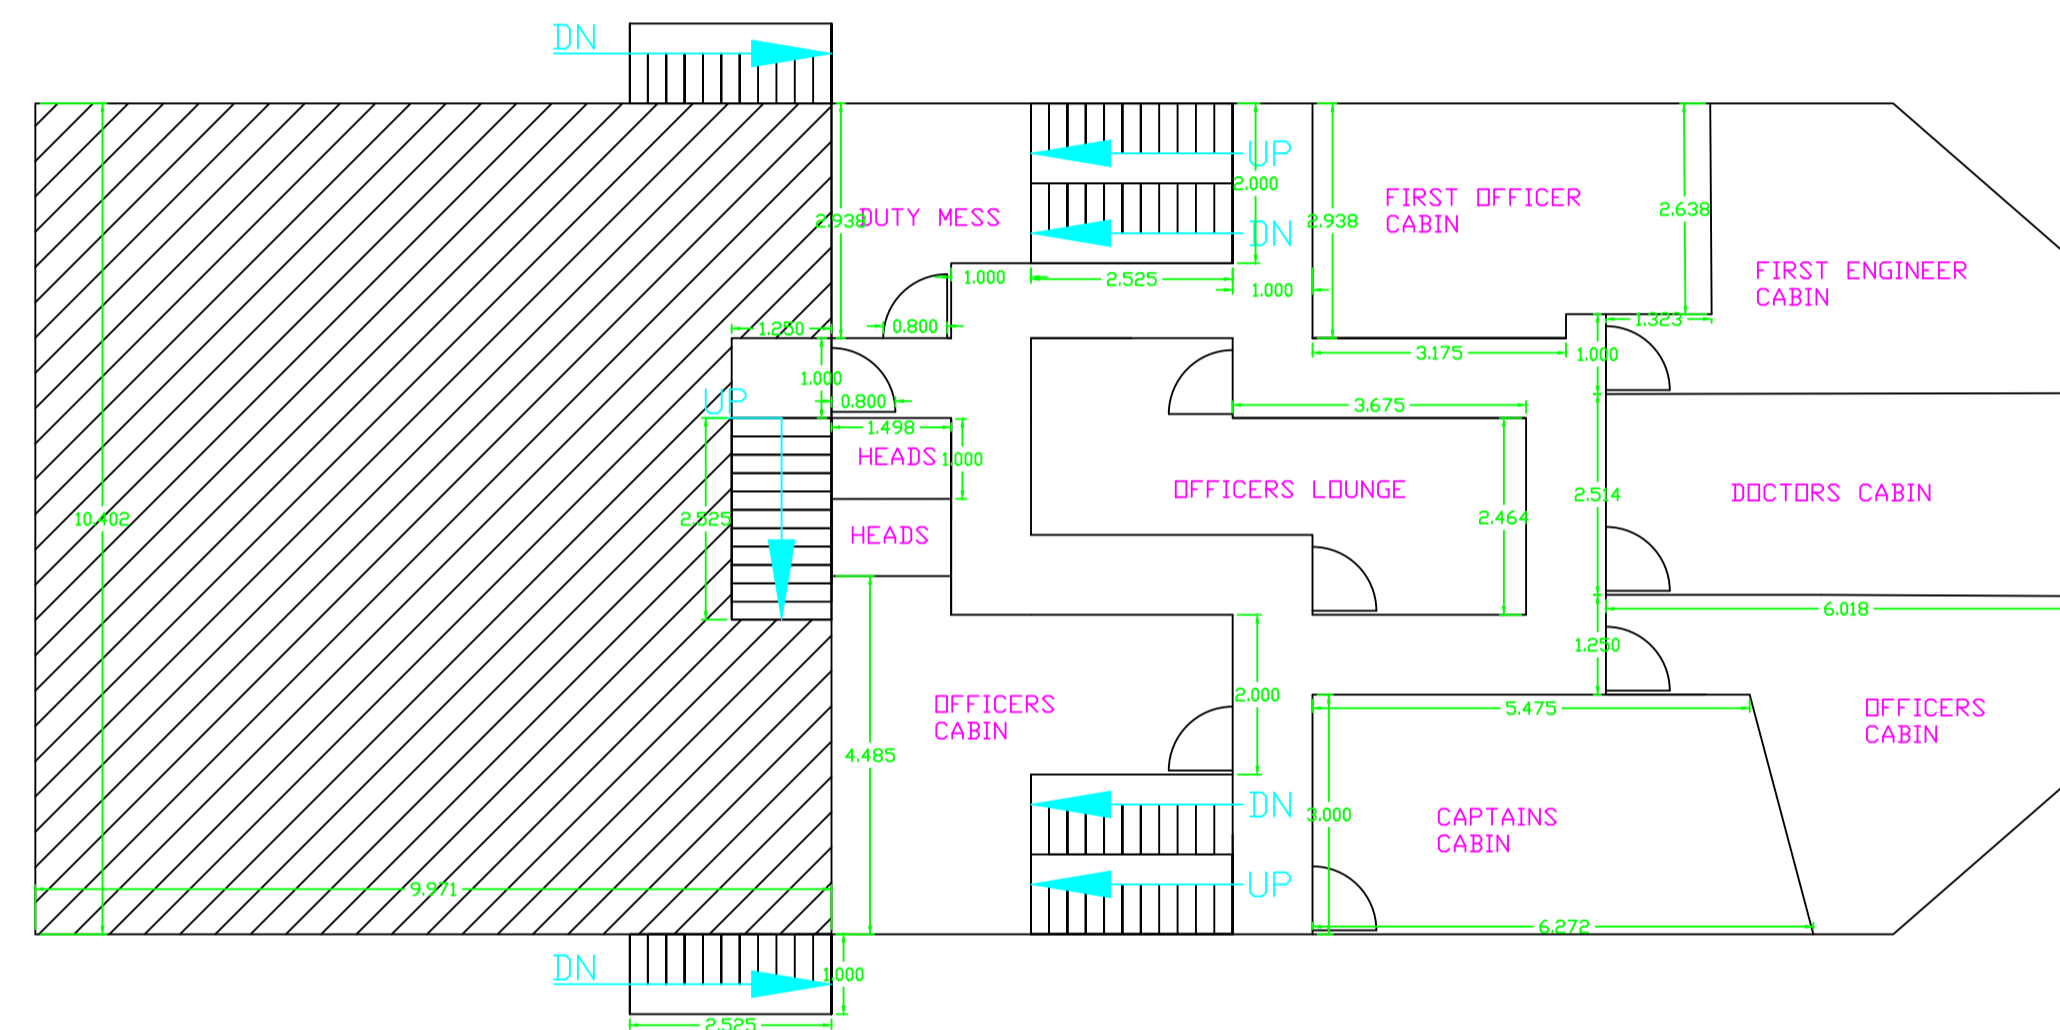 DN
UP
2.000
2.938
DUTY MESS
2.938
FIRST OFFICER
CABIN
2.638
DN
FIRST ENGINEER
CABIN
1.000
2.525
1.000
1.250
0.800
1.323
3.175
1.000
1.000
UP
0.800
3.675
1.498
HEADS
1.000
OFFICERS LOUNGE
DOCTORS CABIN
2.514
10.402
2.525
2.464
HEADS
6.018
1.250
2.000
OFFICERS
CABIN
5.475
OFFICERS
CABIN
4.485
DN
3.000
CAPTAINS
CABIN
9.971
UP
6.272
DN
1.000
2.525